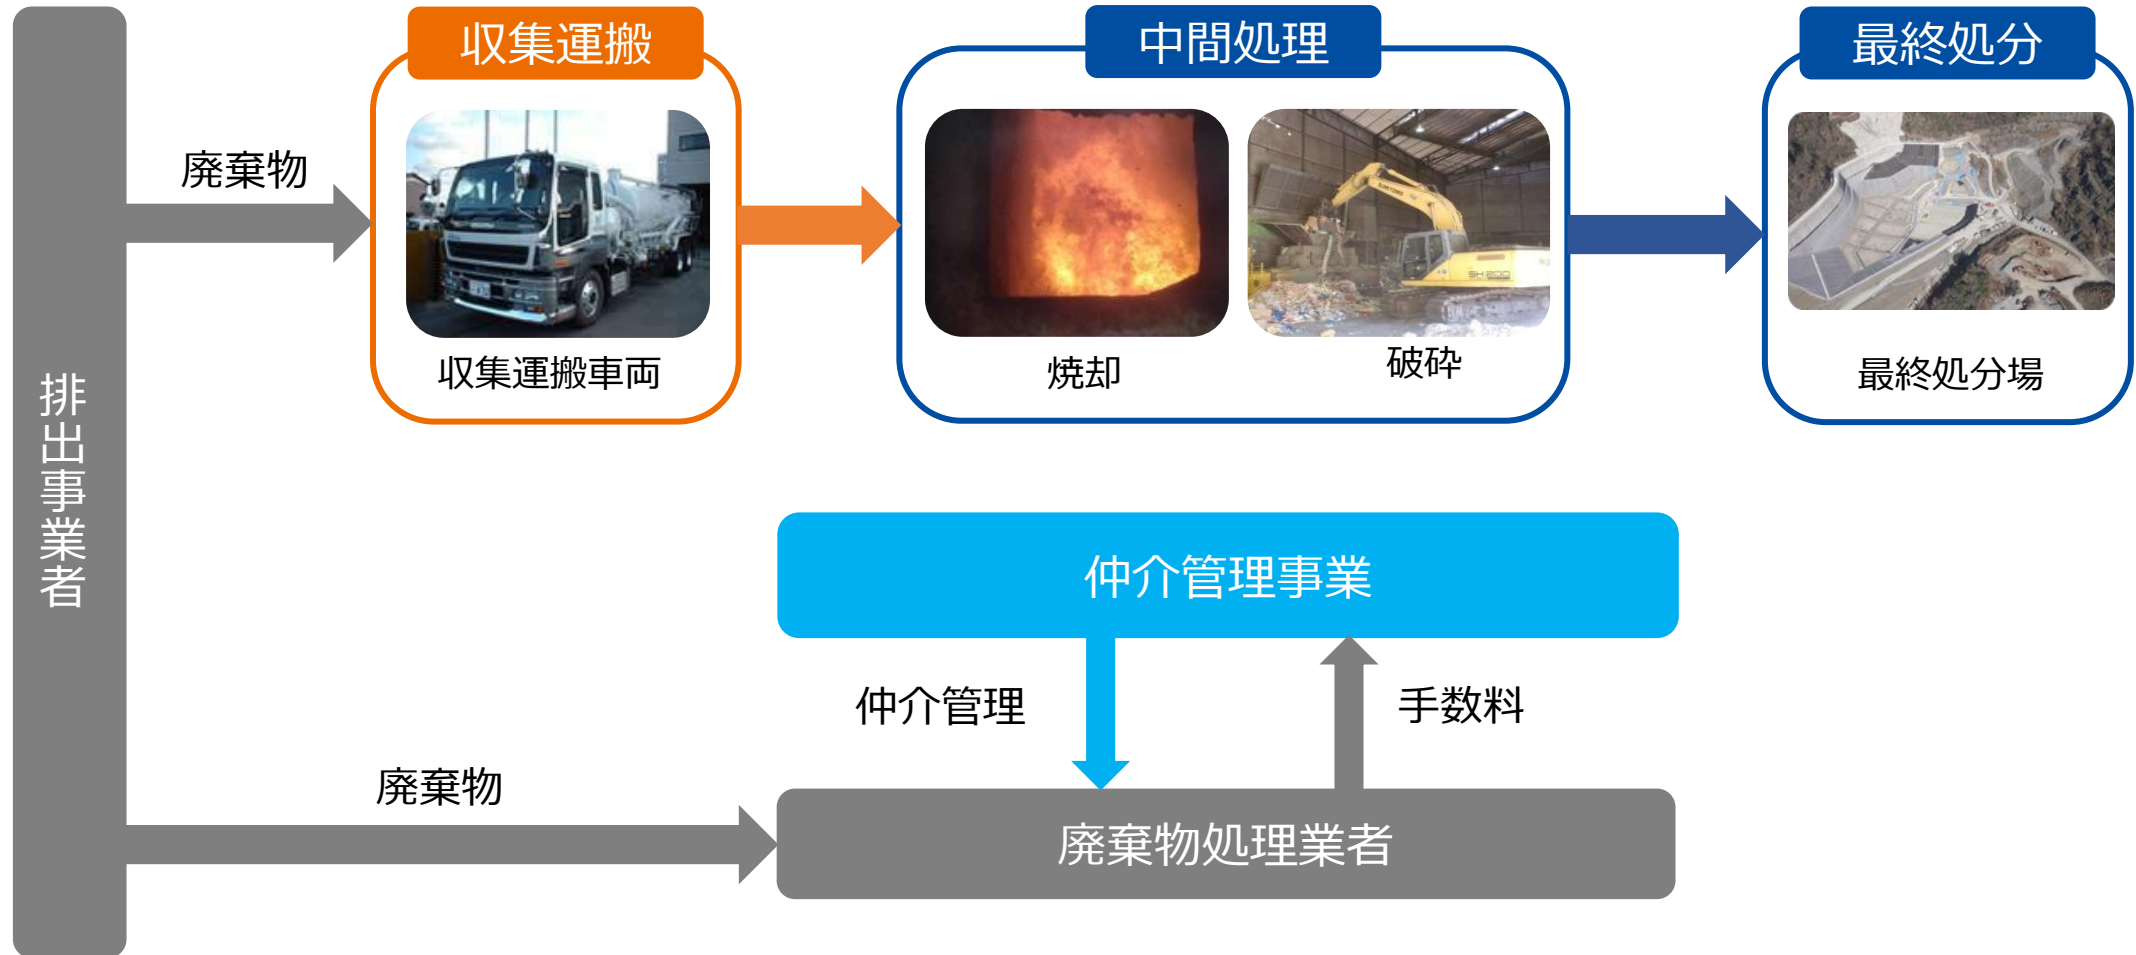 収集運搬
中間処理
最終処分
廃棄物
収集運搬車両
焼却
破砕
最終処分場
排出事業者
仲介管理事業
仲介管理
手数料
廃棄物
廃棄物処理業者
SUMITOMO
SH200